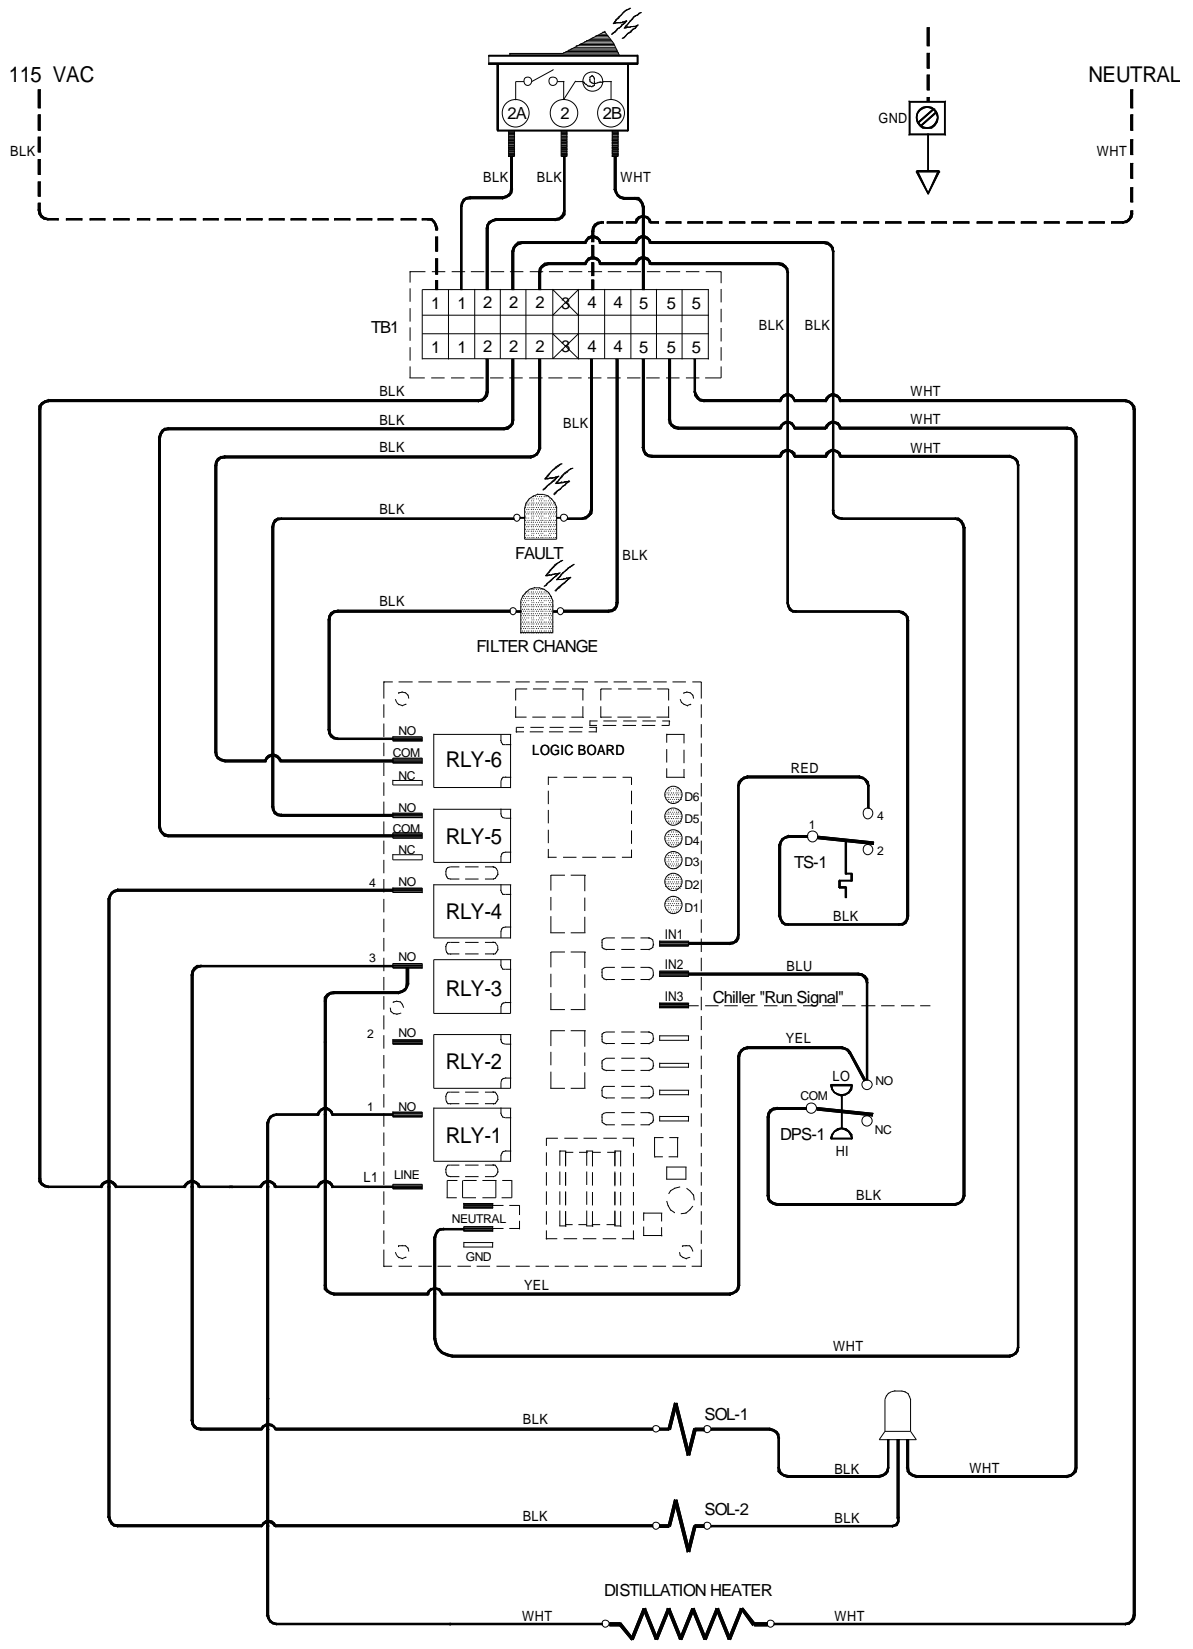 115 VAC
NEUTRAL
2A 2 2B
GND
BLK
WHT
BLK BLK WHT
1 1 2 2 2 3 4 4 5 5 5
TB1
BLK BLK
1 1 2 2 2 3 4 4 5 5 5
BLK
WHT
BLK
BLK
WHT
BLK
WHT
BLK
FAULT
BLK
BLK
FILTER CHANGE
LOGIC BOARD
NO
COM
NC
RLY-6
RED
D6
D5
D4
D3
D2
D1
NO
COM
NC
RLY-5
4
1
2
TS-1
BLK
4 NO
RLY-4
IN1
3 NO
RLY-3
IN2
BLU
IN3
Chiller "Run Signal"
2 NO
RLY-2
YEL
LO
NO
COM
DPS-1
NC
HI
1 NO
RLY-1
L1 LINE
BLK
NEUTRAL
GND
YEL
WHT
BLK
SOL-1
BLK
WHT
BLK
SOL-2
BLK
DISTILLATION HEATER
WHT
WHT